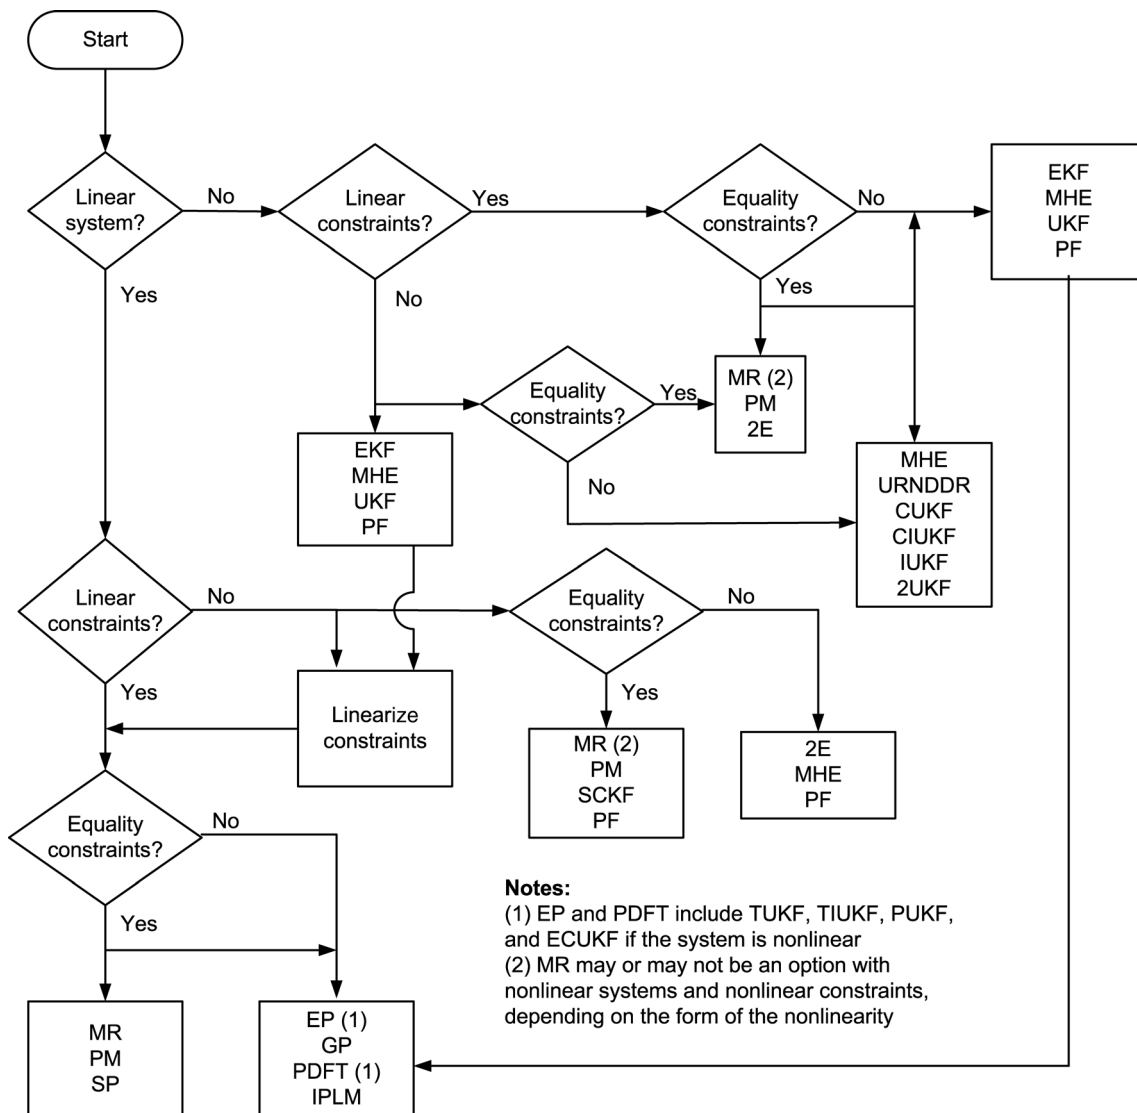 Start
Linear
system?
No
Linear
constraints?
Yes
Equality
constraints?
No
EKF
MHE
UKF
PF
Yes
No
Yes
Equality
constraints?
Yes
MR (2)
PM
2E
EKF
MHE
UKF
PF
No
MHE
URNDDR
CUKF
CIUKF
IUKF
2UKF
Linear
constraints?
No
Equality
constraints?
No
Yes
Linearize
constraints
Yes
MR (2)
PM
SCKF
PF
2E
MHE
PF
Equality
constraints?
No
Yes
Notes:
(1) EP and PDFT include TUKF, TIUKF, PUKF,
and ECUKF if the system is nonlinear
(2) MR may or may not be an option with
nonlinear systems and nonlinear constraints,
depending on the form of the nonlinearity
MR
PM
SP
EP (1)
GP
PDFT (1)
IPLM